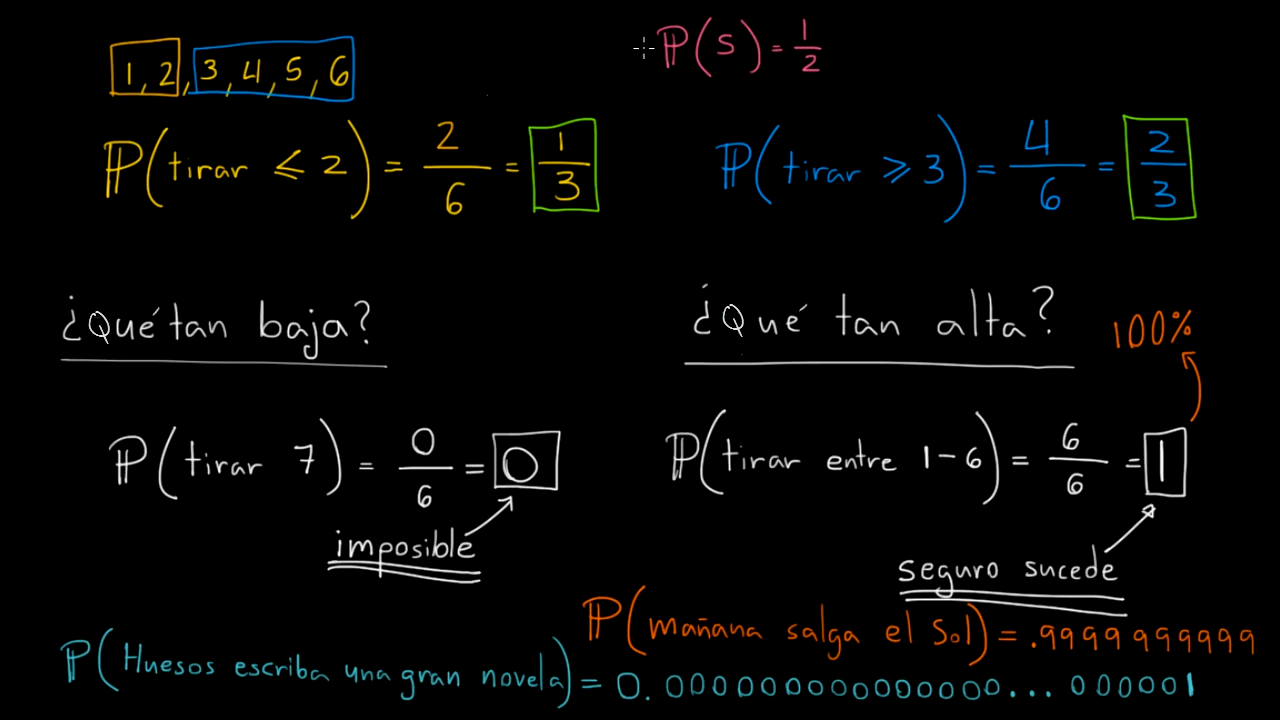 1, 2, 3, 4, 5, 6
ℙ(S) = 1/2
ℙ(tirar ≤ 2) = 2/6 = 1/3
ℙ(tirar ≥ 3) = 4/6 = 2/3
¿Qué tan baja?
¿Qué tan alta?
100%
ℙ(tirar 7) = 0/6 = 0
ℙ(tirar entre 1-6) = 6/6 = 1
imposible
seguro sucede
ℙ(mañana salga el Sol) = .9999999999
ℙ(Huesos escriba una gran novela) = 0.000000000000000...000001